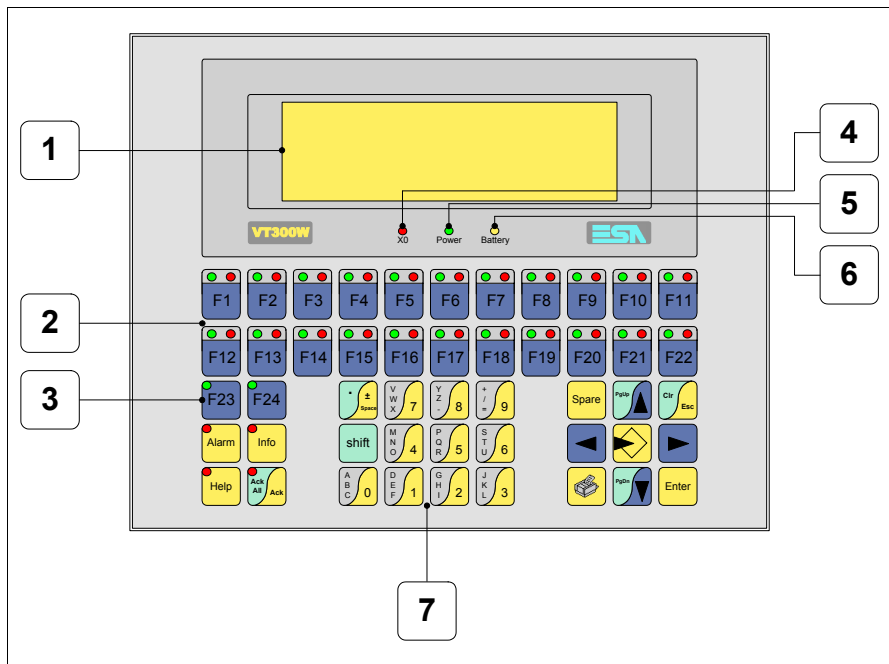 1
4
5
VT300W
X0 Power Battery
ESA
6
F1 F2 F3 F4 F5 F6 F7 F8 F9 F10 F11
2
F12 F13 F14 F15 F16 F17 F18 F19 F20 F21 F22
3
F23 F24 • ± Space V W X 7 Y Z - 8 + / = 9 Spare PgUp Clr Esc
Alarm Info shift M N O 4 P Q R 5 S T U 6
Help Ack All Ack A B C 0 D E F 1 G H I 2 J K L 3 PgDn Enter
7